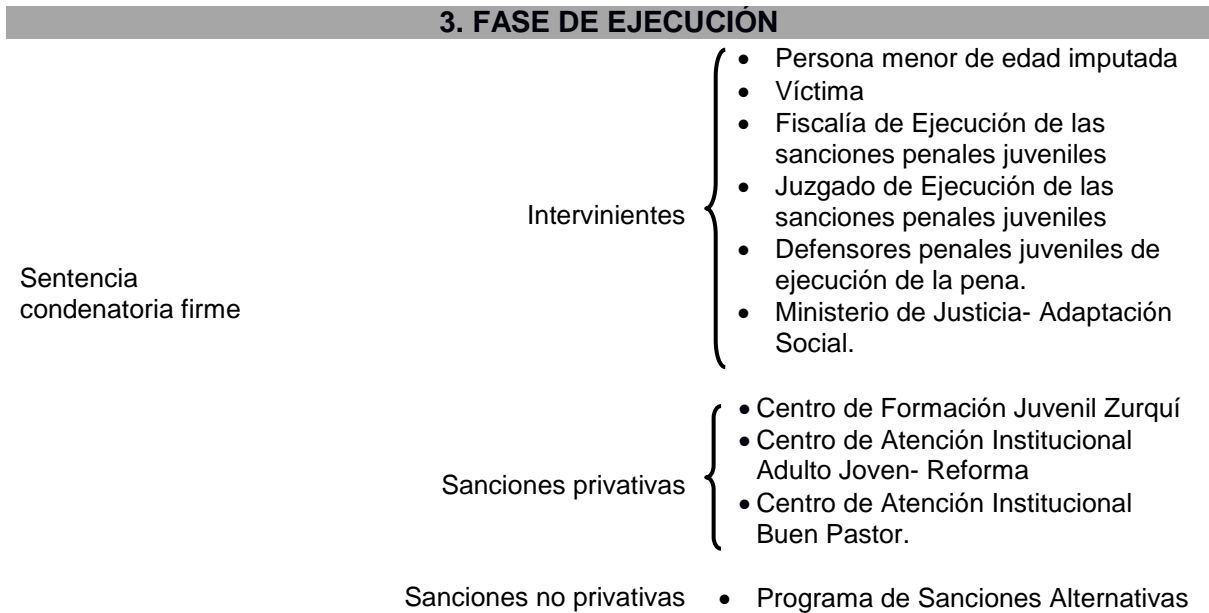 3. FASE DE EJECUCIÓN
Sentencia
condenatoria firme
Intervinientes
• Persona menor de edad imputada
• Víctima
• Fiscalía de Ejecución de las
sanciones penales juveniles
• Juzgado de Ejecución de las
sanciones penales juveniles
• Defensores penales juveniles de
ejecución de la pena.
• Ministerio de Justicia- Adaptación
Social.
Sanciones privativas
• Centro de Formación Juvenil Zurquí
• Centro de Atención Institucional
Adulto Joven- Reforma
• Centro de Atención Institucional
Buen Pastor.
Sanciones no privativas • Programa de Sanciones Alternativas